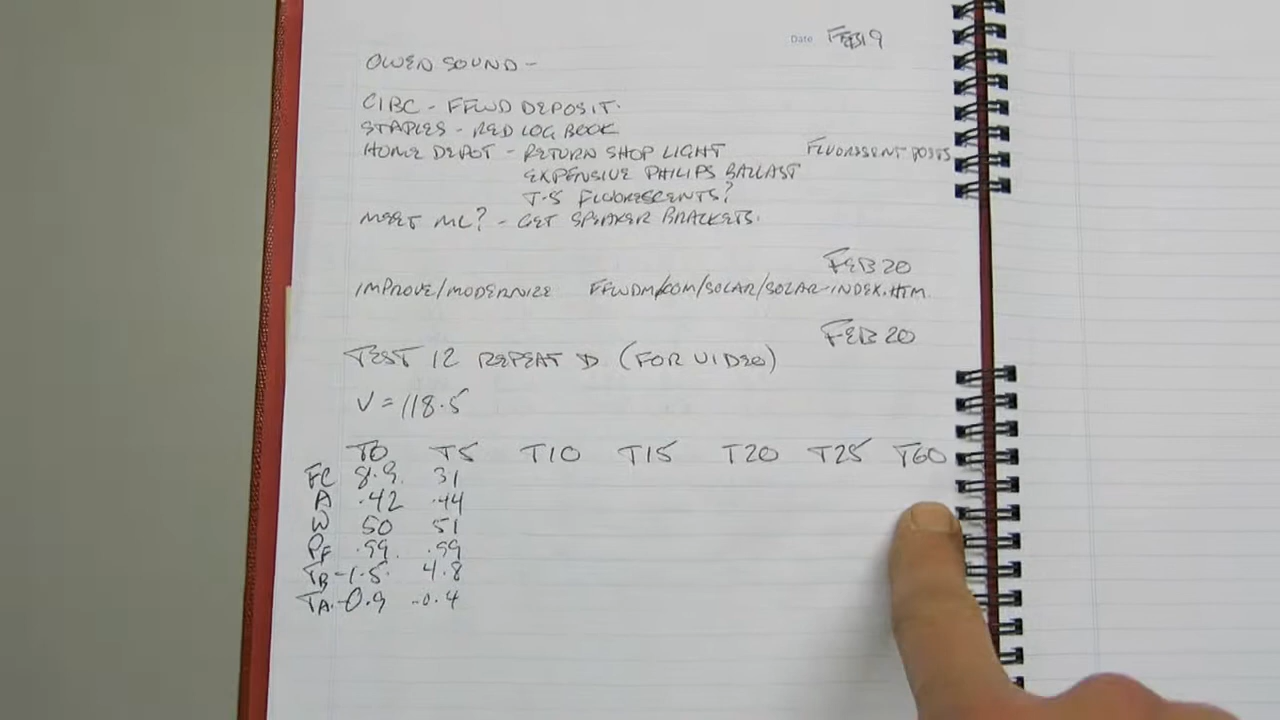 Date FEB19
OWEN SOUND -
CIBC - FFWD DEPOSIT.
STAPLES - RED LOG BOOK
HOME DEPOT - RETURN SHOP LIGHT FLUORSSENT
EXPENSIVE PHILIPS BALLAST
T-5 FLUORESCENTS?
MEET ML? - GET SPEAKER BRACKETS.
FEB 20
IMPROVE/MODERNIZE FFWDM/COM/SOLAR/SOLAR-INDEX.HTM.
FEB 20
TEST 12 REPEAT D (FOR VIDEO)
V = 118.5
T0 T5 T10 T15 T20 T25 T60
FC 8.9. 31
A .42 .44
W 50 51
PF .99. .99
TB -1.5. 4.8
TA. -0.9 -0.4